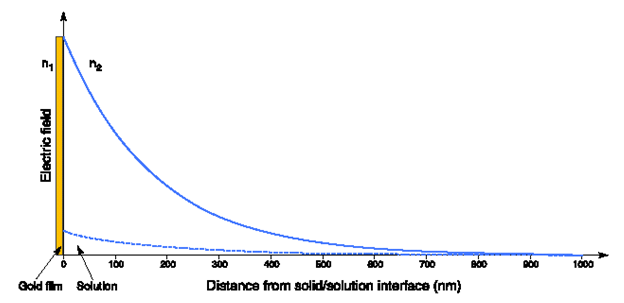 n1
n2
Electric field
0 100 200 300 400 500 600 700 800 900 1000
Gold film
Solution
Distance from solid/solution interface (nm)